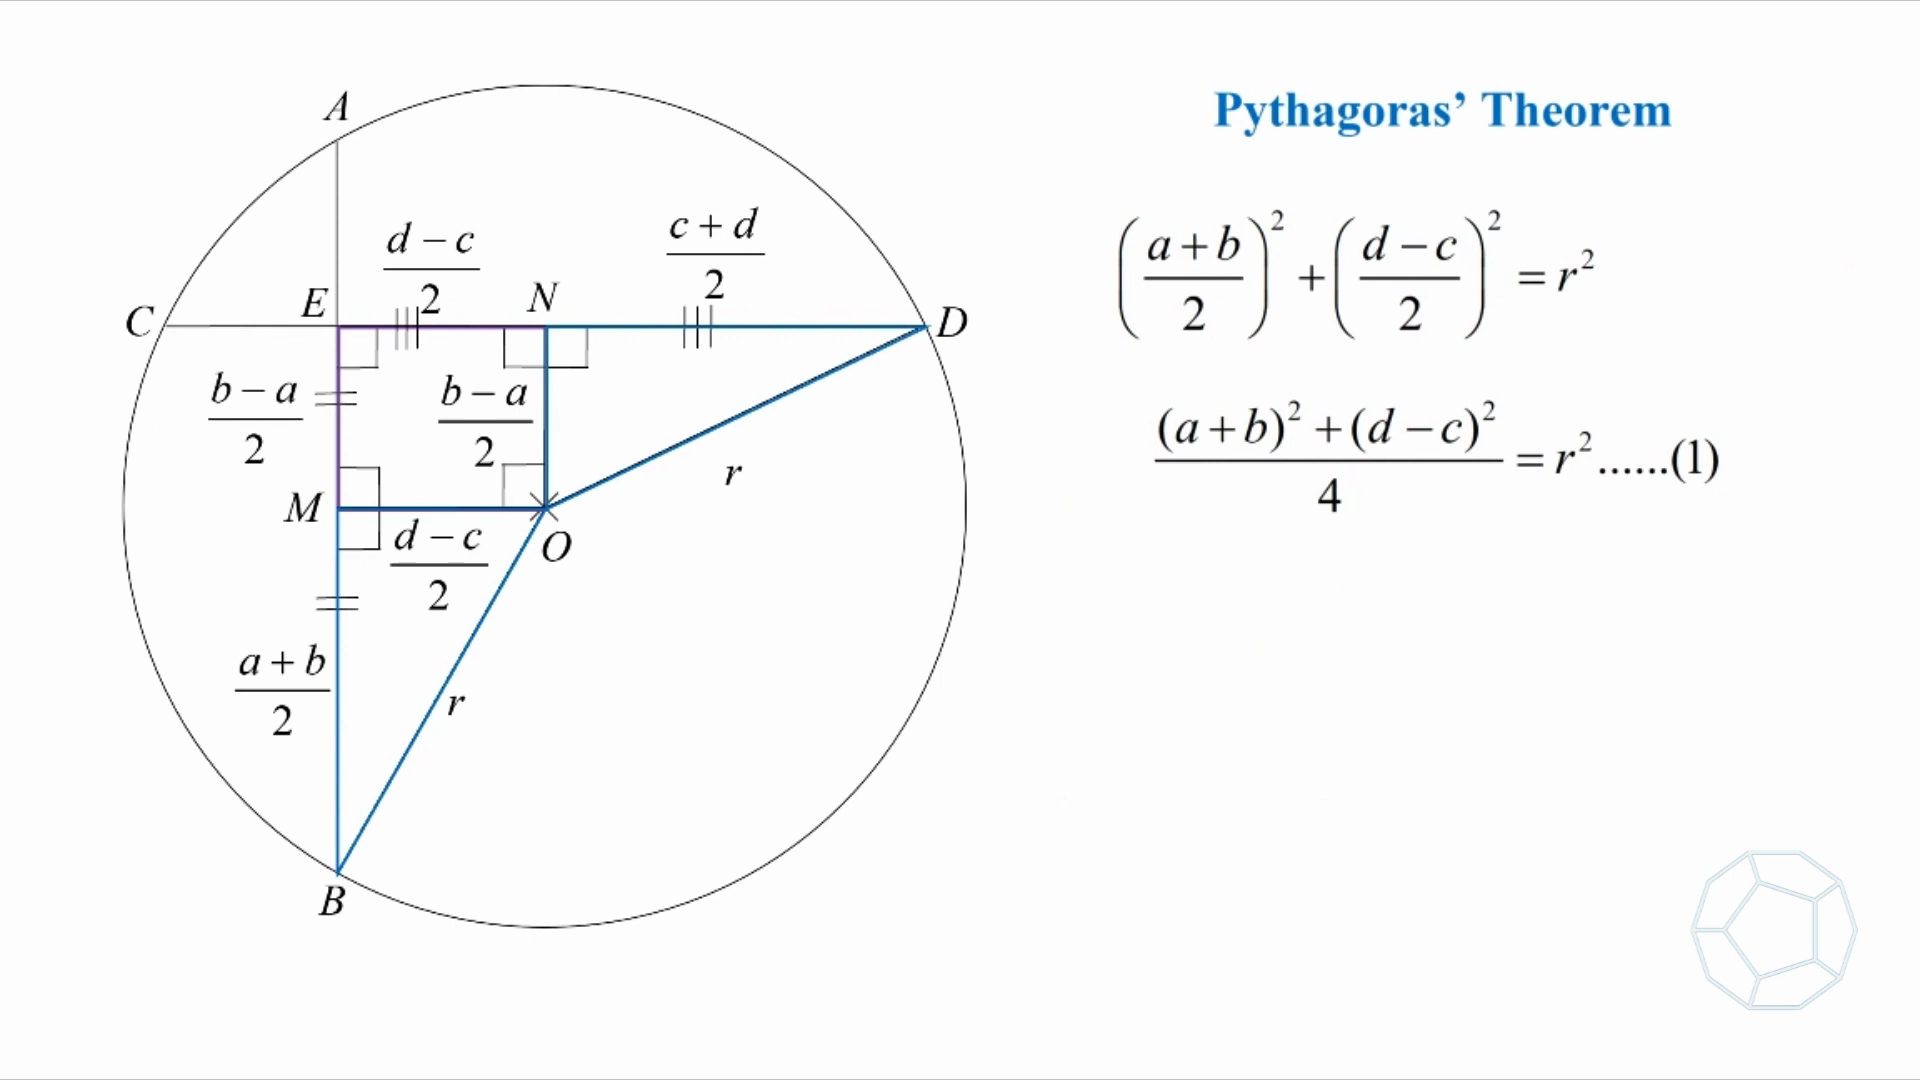 Pythagoras’ Theorem
A
C
E
N
D
M
O
B
(d − c)/2
(c + d)/2
(b − a)/2
(b − a)/2
(d − c)/2
(a + b)/2
r
r
((a + b)/2)² + ((d − c)/2)² = r²
((a + b)² + (d − c)²)/4 = r²......(1)